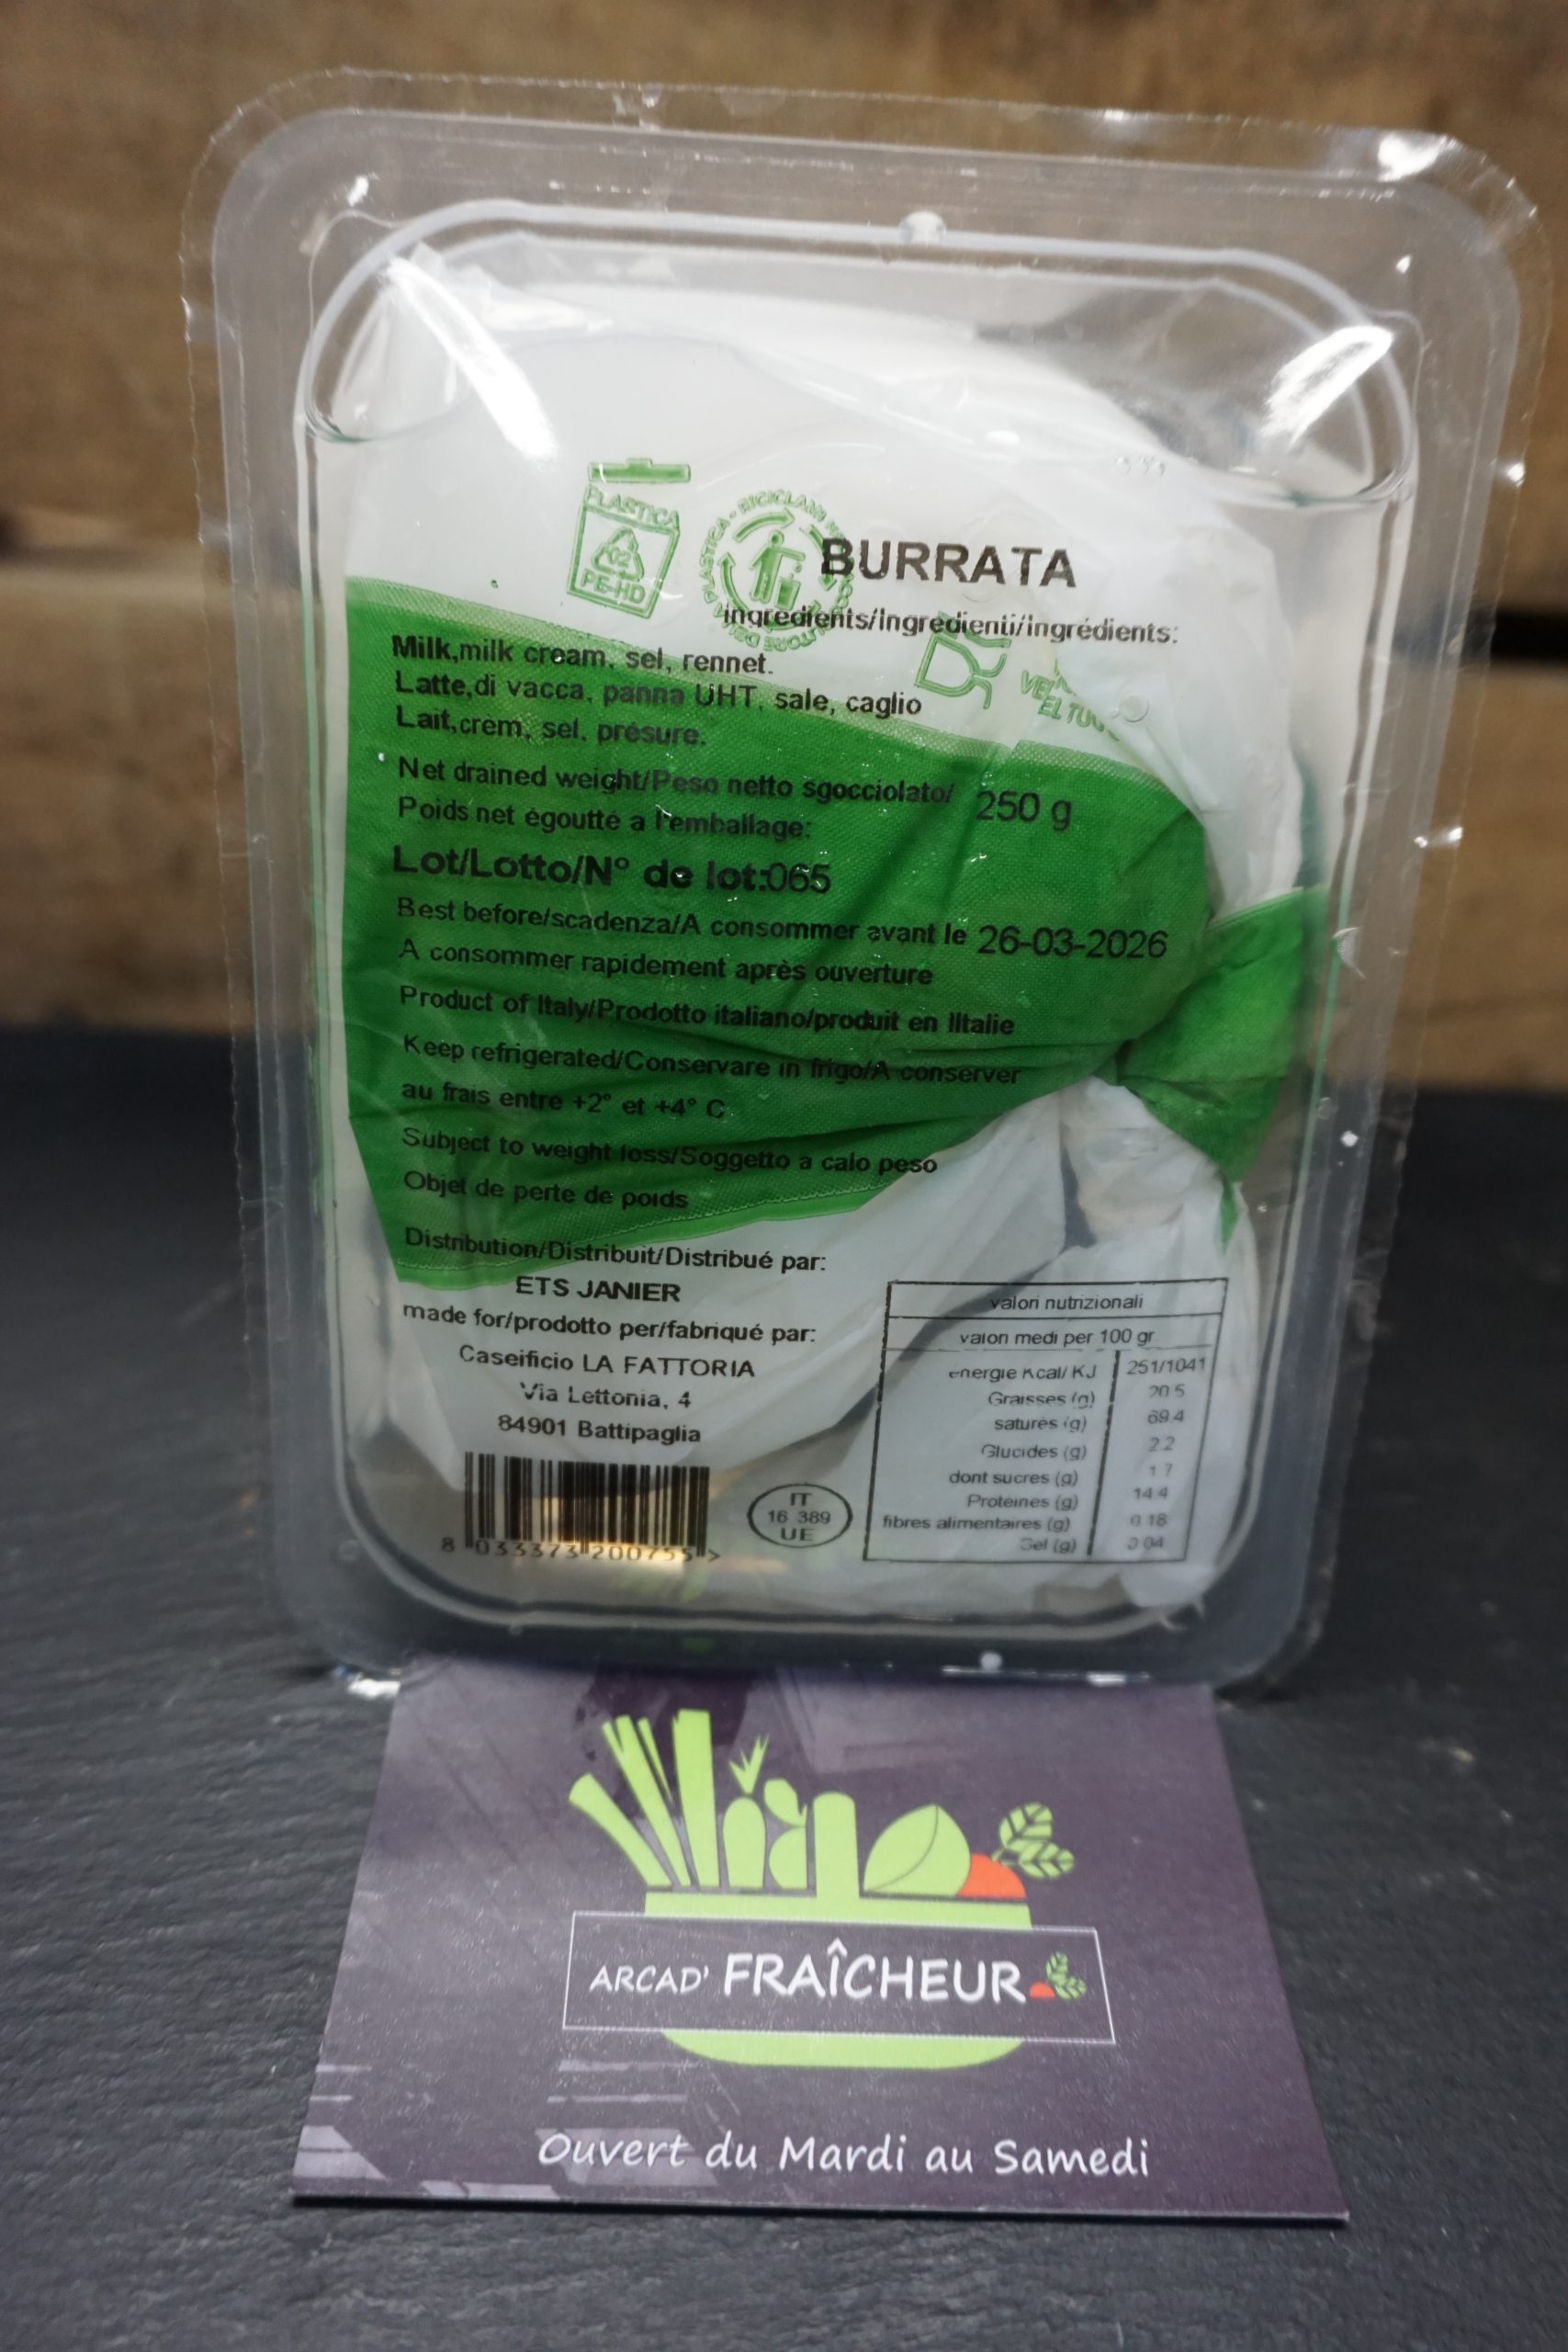 PLASTICA
02
PE-HD
BURRATA
ingredients/Ingredienti/ingrédients:
Milk,milk cream, sel, rennet.
Latte,di vacca, panna UHT, sale, caglio
Lait,crem, sel, présure.
Net drained weight/Peso netto sgocciolato/ 250 g
Poids net égoutté a l'emballage:
Lot/Lotto/N° de lot:065
Best before/scadenza/A consommer avant le 26-03-2026
A consommer rapidement après ouverture
Product of Italy/Prodotto italiano/produit en IItalie
Keep refrigerated/Conservare in frigo/A conserver
au frais entre +2° et +4° C
Subject to weight loss/Soggetto a calo peso
Objet de perte de poids
Distribution/Distribuit/Distribué par:
ETS JANIER
made for/prodotto per/fabriqué par:
Caseificio LA FATTORIA
Via Lettonia, 4
84901 Battipaglia
8 033373 200755 >
IT
16 389
UE
valori nutrizionali
valori medi per 100 gr
energie Kcal/ KJ 251/1041
Graisses (g) 20.5
saturés (g) 69.4
Glucides (g) 2.2
dont sucres (g) 1.7
Protéines (g) 14.4
fibres alimentaires (g) 0.18
Sel (g) 0.04
ARCAD' FRAÎCHEUR
Ouvert du Mardi au Samedi